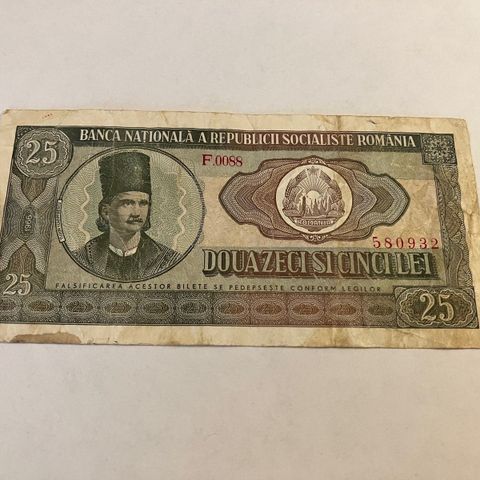 BANCA NATIONALĂ A REPUBLICII SOCIALISTE ROMÂNIA
25
F.0088
1966
580932
DOUAZECI SI CINCI LEI
25
FALSIFICAREA ACESTOR BILETE SE PEDEPSESTE CONFORM LEGILOR
25